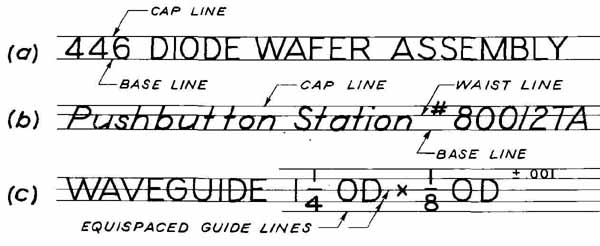 CAP LINE
(a) 446 DIODE WAFER ASSEMBLY
BASE LINE CAP LINE WAIST LINE
(b) Pushbutton Station # 80012TA
BASE LINE
(c) WAVEGUIDE 1 1/4 OD × 1/8 OD ± .001
EQUISPACED GUIDE LINES